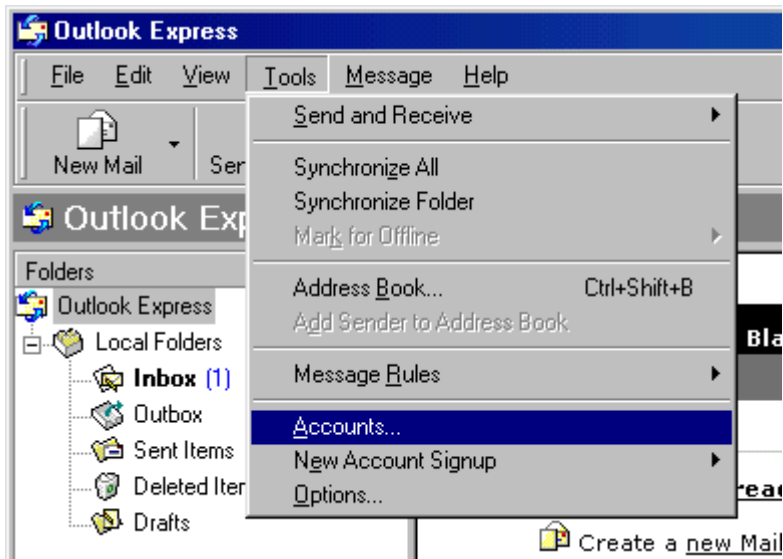 Outlook Express
File Edit View Tools Message Help
New Mail
Send and Receive
Synchronize All
Synchronize Folder
Mark for Offline
Address Book... Ctrl+Shift+B
Add Sender to Address Book
Message Rules
Accounts...
New Account Signup
Options...
Outlook
Folders
Outlook Express
Local Folders
Inbox (1)
Outbox
Sent Items
Deleted
Drafts
Create a new Mail